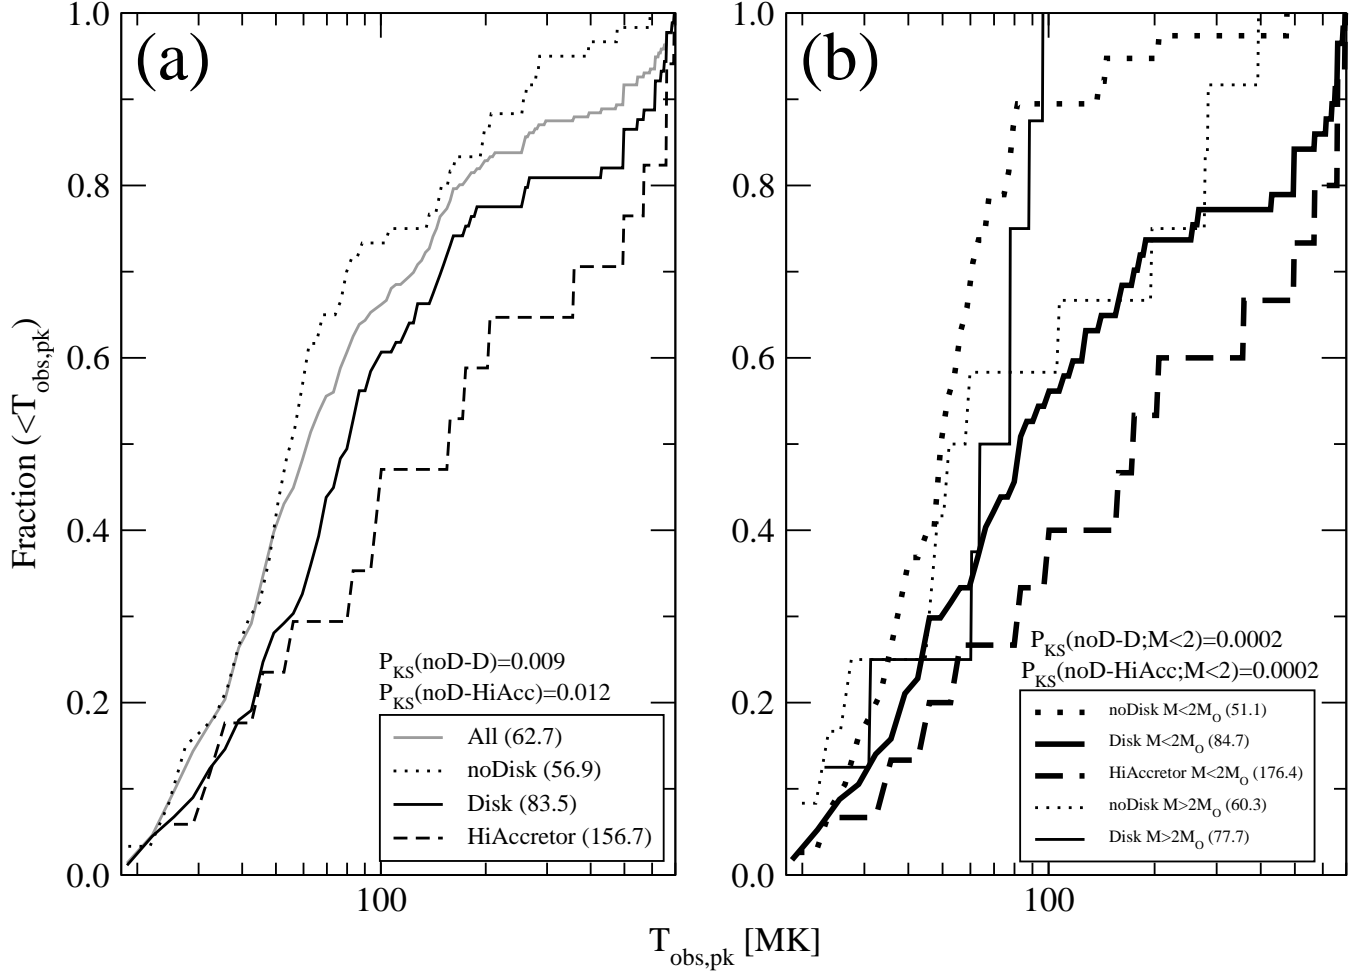 (a)
(b)
1.0
0.8
0.6
0.4
0.2
0.0
100
1.0
0.8
0.6
0.4
0.2
0.0
100
Fraction (<T_obs,pk)
T_obs,pk [MK]
P_KS(noD-D)=0.009
P_KS(noD-HiAcc)=0.012
All (62.7)
noDisk (56.9)
Disk (83.5)
HiAccretor (156.7)
P_KS(noD-D;M<2)=0.0002
P_KS(noD-HiAcc;M<2)=0.0002
noDisk M<2M_O (51.1)
Disk M<2M_O (84.7)
HiAccretor M<2M_O (176.4)
noDisk M>2M_O (60.3)
Disk M>2M_O (77.7)